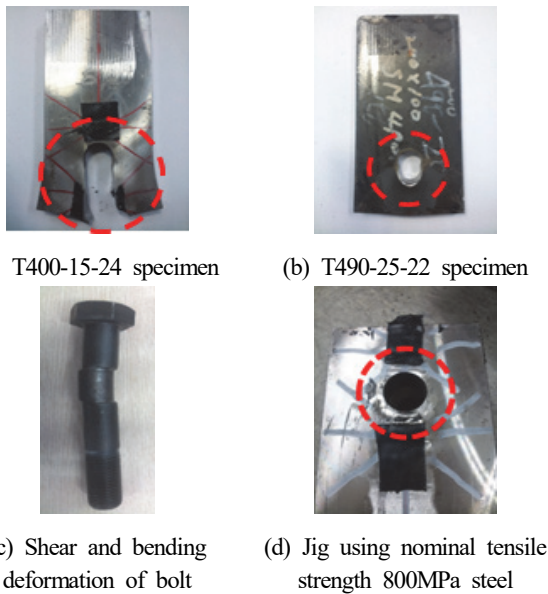 T400-15-24 specimen
(b) T490-25-22 specimen
c) Shear and bending
deformation of bolt
(d) Jig using nominal tensile
strength 800MPa steel